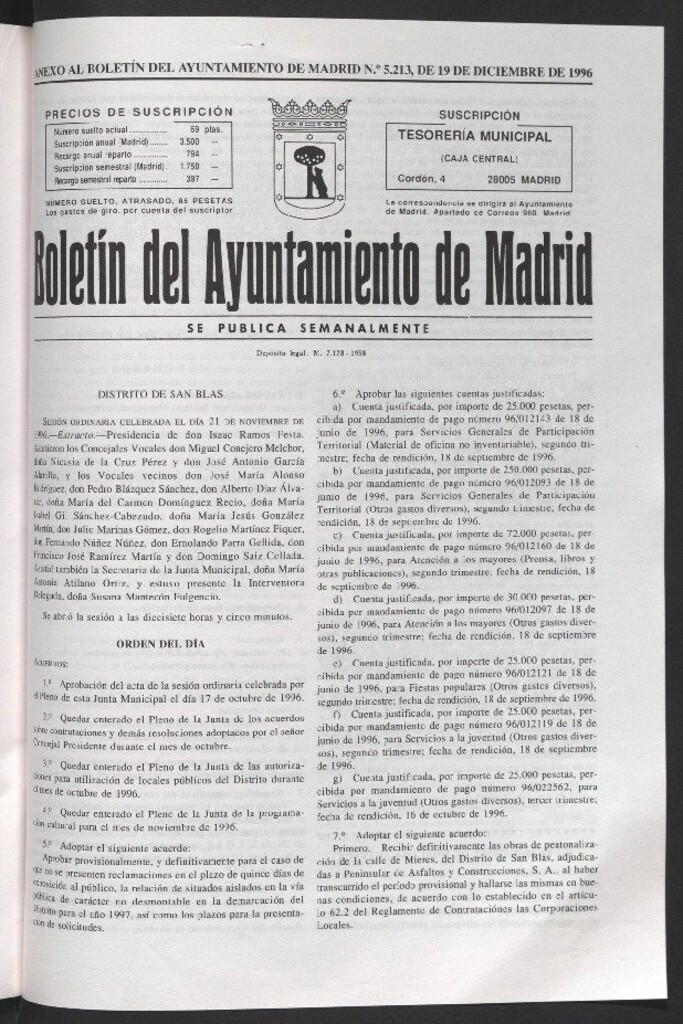 ANEXO AL BOLETÍN DEL AYUNTAMIENTO DE MADRID N.º 5.213, DE 19 DE DICIEMBRE DE 1996
PRECIOS DE SUSCRIPCIÓN
Número suelto actual ............... 69 ptas.
Suscripción anual (Madrid)....... 3.500 —
Recargo anual reparto ............. 794 —
Suscripción semestral (Madrid). 1.750 —
Recargo semestral reparto ............ 397 —
NÚMERO SUELTO, ATRASADO, 85 PESETAS
Los gastos de giro, por cuenta del suscriptor
SUSCRIPCIÓN
TESORERÍA MUNICIPAL
(CAJA CENTRAL)
Cordón, 4 28005 MADRID
La correspondencia se dirigirá al Ayuntamiento
de Madrid. Apartado de Correos 900. Madrid
Boletín del Ayuntamiento de Madrid
SE PUBLICA SEMANALMENTE
Depósito legal: M. 7.178-1958
DISTRITO DE SAN BLAS
SESIÓN ORDINARIA CELEBRADA EL DÍA 21 DE NOVIEMBRE DE
1996.—Extracto.—Presidencia de don Isaac Ramos Festa.
Asistieron los Concejales Vocales don Miguel Conejero Melchor,
doña Nicasia de la Cruz Pérez y don José Antonio García
y los Vocales vecinos don José María Alonso
Rodríguez, don Pedro Blázquez Sánchez, don Alberto Díaz Álva-
rez, doña María del Carmen Domínguez Recio, doña María
Isabel Gil Sánchez-Cabezudo, doña María Jesús González
Martín, don Julio Marinas Gómez, don Rogelio Martínez Piquer,
don Fernando Núñez Núñez, don Ernolando Parra Gellida, don
Francisco José Ramírez Martín y don Domingo Saiz Cellada.
Asistió también la Secretaria de la Junta Municipal, doña María
Antonia Atilano Ortiz, y estuvo presente la Interventora
Delegada, doña Susana Mantecón Fulgencio.
Se abrió la sesión a las diecisiete horas y cinco minutos.
ORDEN DEL DÍA
ACUERDOS:
1.º Aprobación del acta de la sesión ordinaria celebrada por
el Pleno de esta Junta Municipal el día 17 de octubre de 1996.
2.º Quedar enterado el Pleno de la Junta de los acuerdos
sobre contrataciones y demás resoluciones adoptados por el señor
Concejal Presidente durante el mes de octubre.
3.º Quedar enterado el Pleno de la Junta de las autoriza-
ciones para utilización de locales públicos del Distrito durante
el mes de octubre de 1996.
4.º Quedar enterado el Pleno de la Junta de la programa-
ción cultural para el mes de noviembre de 1996.
5.º Adoptar el siguiente acuerdo:
Aprobar provisionalmente, y definitivamente para el caso de
que no se presenten reclamaciones en el plazo de quince días de
exposición al público, la relación de situados aislados en la vía
pública de carácter no desmontable en la demarcación del
Distrito para el año 1997, así como los plazos para la presenta-
ción de solicitudes.
6.º Aprobar las siguientes cuentas justificadas:
a) Cuenta justificada, por importe de 25.000 pesetas, per-
cibida por mandamiento de pago número 96/012143 de 18 de
junio de 1996, para Servicios Generales de Participación
Territorial (Material de oficina no inventariable), segundo tri-
mestre; fecha de rendición, 18 de septiembre de 1996.
b) Cuenta justificada, por importe de 250.000 pesetas, per-
cibida por mandamiento de pago número 96/012093 de 18 de
junio de 1996, para Servicios Generales de Participación
Territorial (Otros gastos diversos), segundo trimestre, fecha de
rendición, 18 de septiembre de 1996.
c) Cuenta justificada, por importe de 72.000 pesetas, per-
cibida por mandamiento de pago número 96/012160 de 18 de
junio de 1996, para Atención a los mayores (Prensa, libros y
otras publicaciones), segundo trimestre; fecha de rendición, 18
de septiembre de 1996.
d) Cuenta justificada, por importe de 30.000 pesetas, per-
cibida por mandamiento de pago número 96/012097 de 18 de
junio de 1996, para Atención a los mayores (Otros gastos diver-
sos), segundo trimestre; fecha de rendición, 18 de septiembre
de 1996.
e) Cuenta justificada, por importe de 25.000 pesetas, per-
cibida por mandamiento de pago número 96/012121 de 18 de
junio de 1996, para Fiestas populares (Otros gastos diversos),
segundo trimestre; fecha de rendición, 18 de septiembre de 1996.
f) Cuenta justificada, por importe de 25.000 pesetas, per-
cibida por mandamiento de pago número 96/012119 de 18 de
junio de 1996, para Servicios a la juventud (Otros gastos diver-
sos), segundo trimestre; fecha de rendición, 18 de septiembre
de 1996.
g) Cuenta justificada, por importe de 25.000 pesetas, per-
cibida por mandamiento de pago número 96/022562, para
Servicios a la juventud (Otros gastos diversos), tercer trimestre;
fecha de rendición, 16 de octubre de 1996.
7.º Adoptar el siguiente acuerdo:
Primero. Recibir definitivamente las obras de peatonaliza-
ción de la calle de Mieres, del Distrito de San Blas, adjudica-
das a Peninsular de Asfaltos y Construcciones, S. A., al haber
transcurrido el período provisional y hallarse las mismas en bue-
nas condiciones, de acuerdo con lo establecido en el artícu-
lo 62.2 del Reglamento de Contrataciones las Corporaciones
Locales.